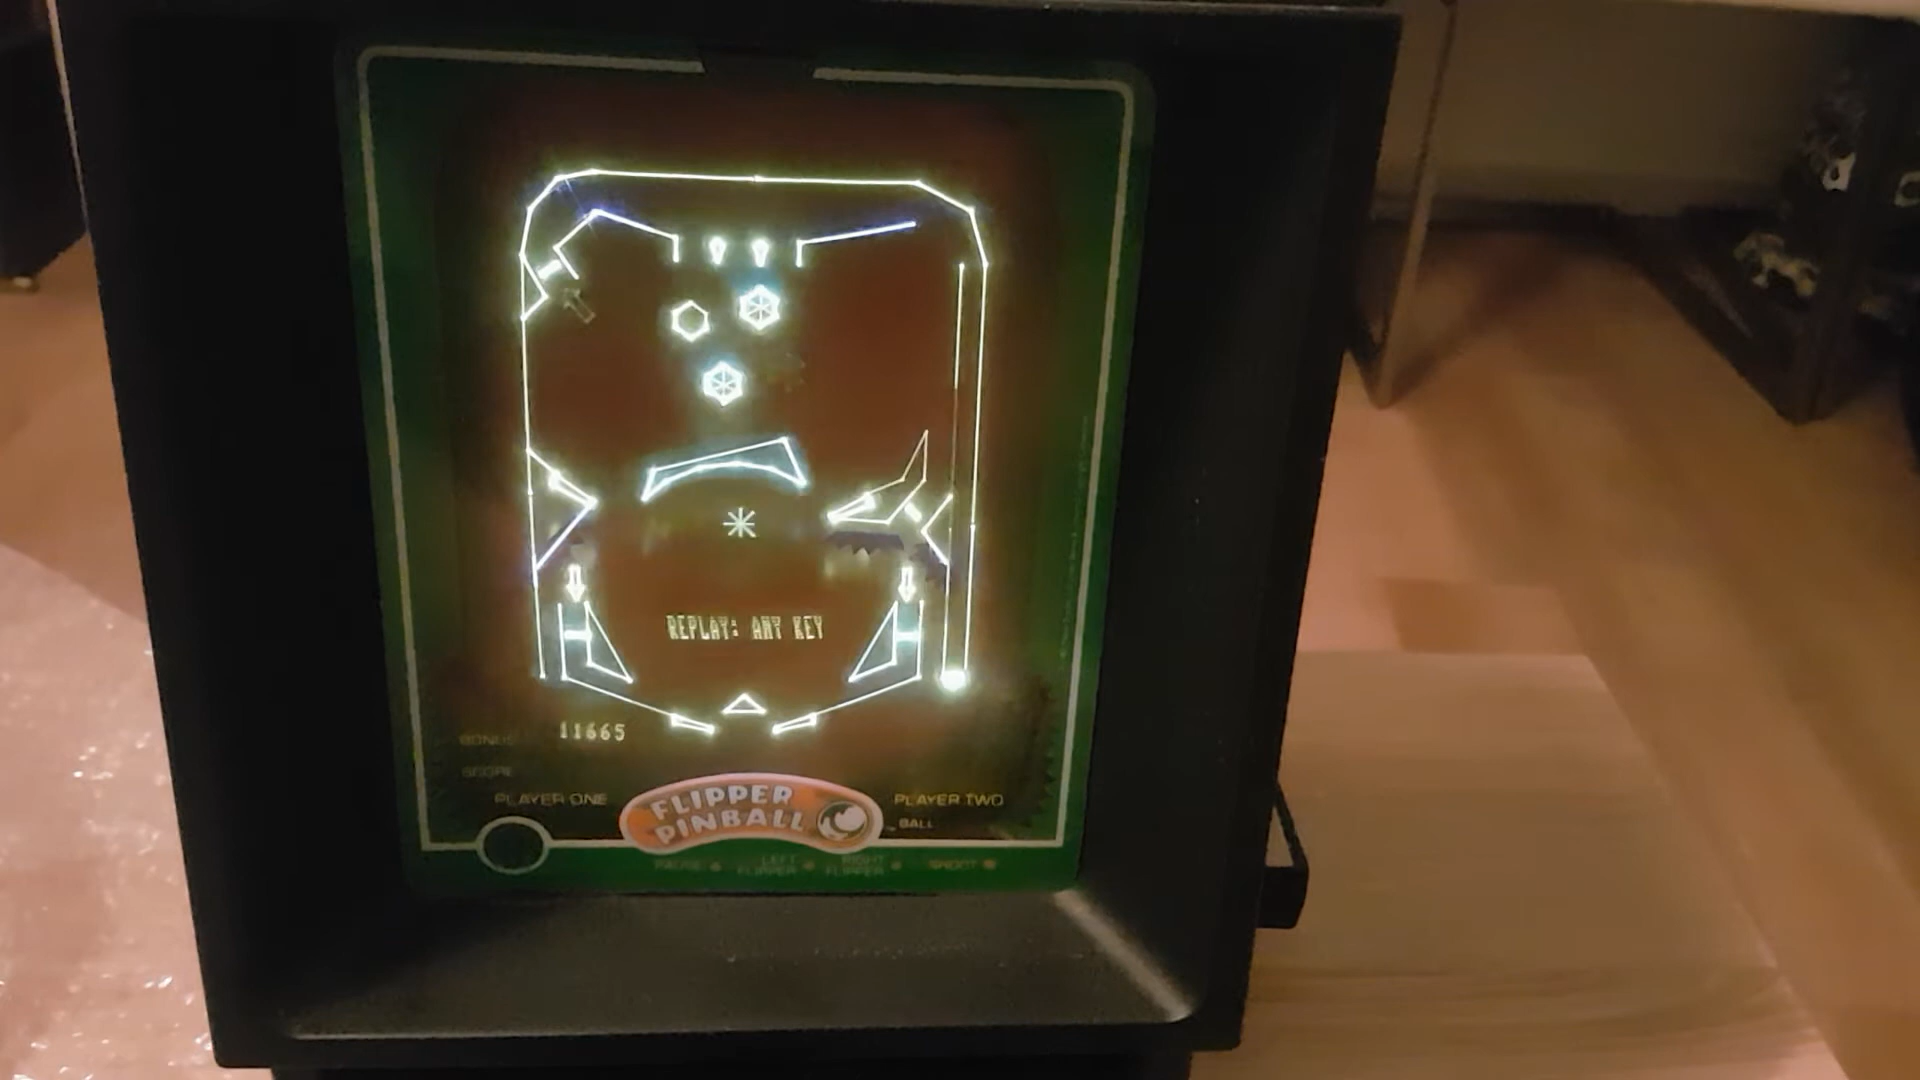 REPLAY: ANY KEY
BONUS 11665
SCORE
PLAYER ONE
FLIPPER
PINBALL
PLAYER TWO
BALL
PAUSE
LEFT
FLIPPER
RIGHT
FLIPPER
SHOOT